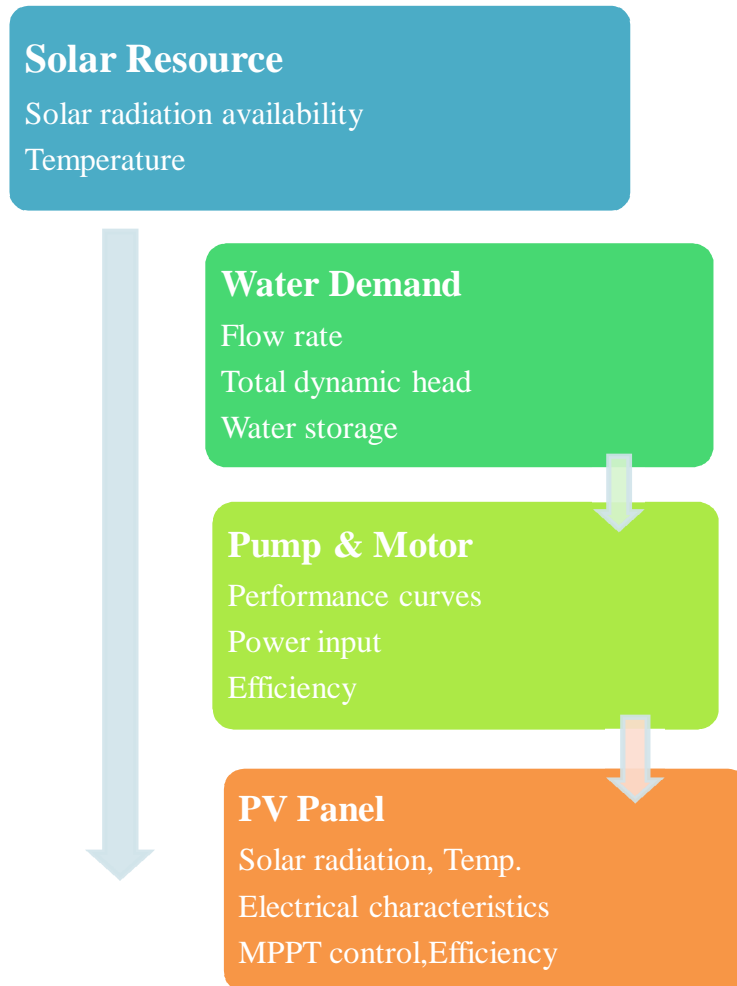 Solar Resource
Solar radiation availability
Temperature
Water Demand
Flow rate
Total dynamic head
Water storage
Pump & Motor
Performance curves
Power input
Efficiency
PV Panel
Solar radiation, Temp.
Electrical characteristics
MPPT control,Efficiency